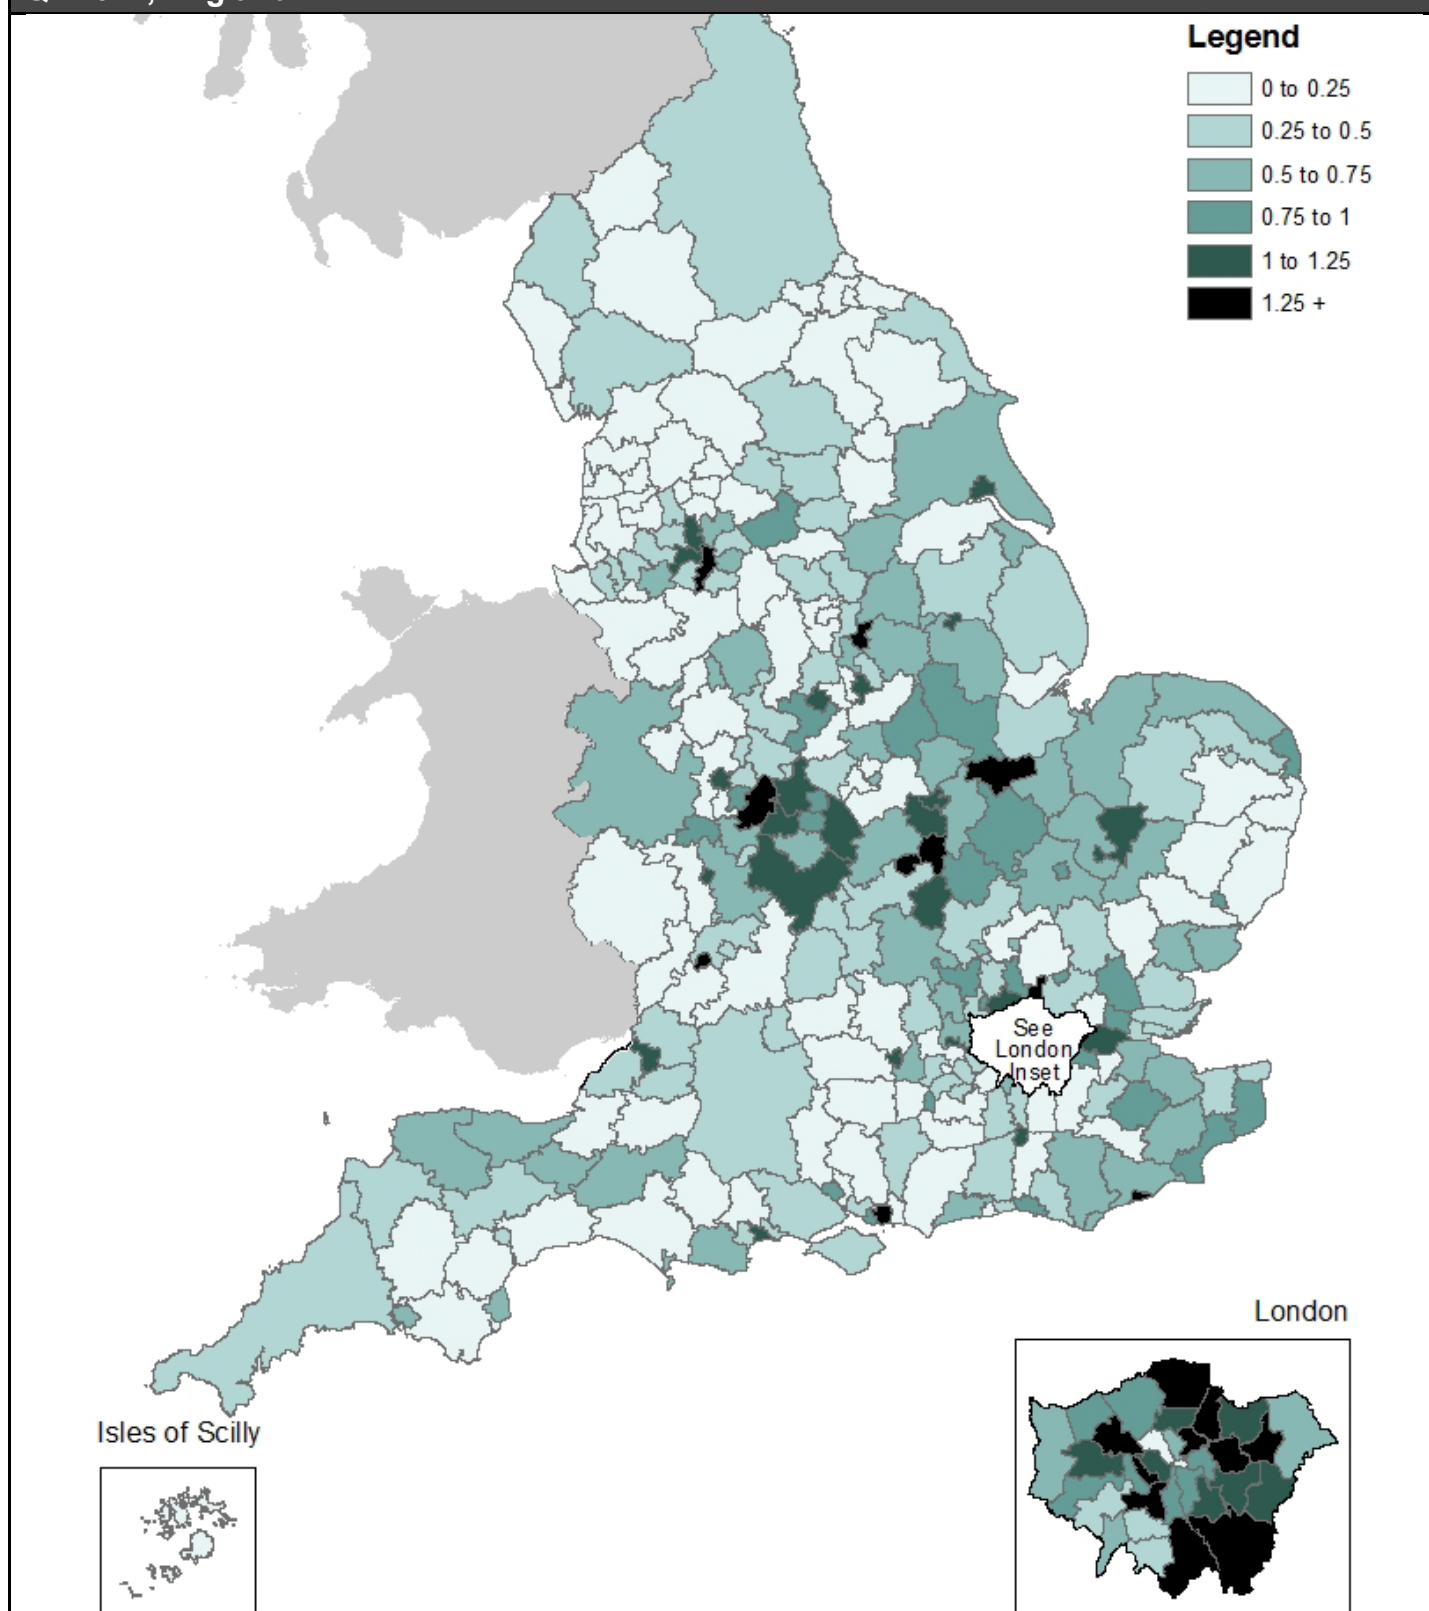 Legend
0 to 0.25
0.25 to 0.5
0.5 to 0.75
0.75 to 1
1 to 1.25
1.25 +
See
London
Inset
London
Isles of Scilly